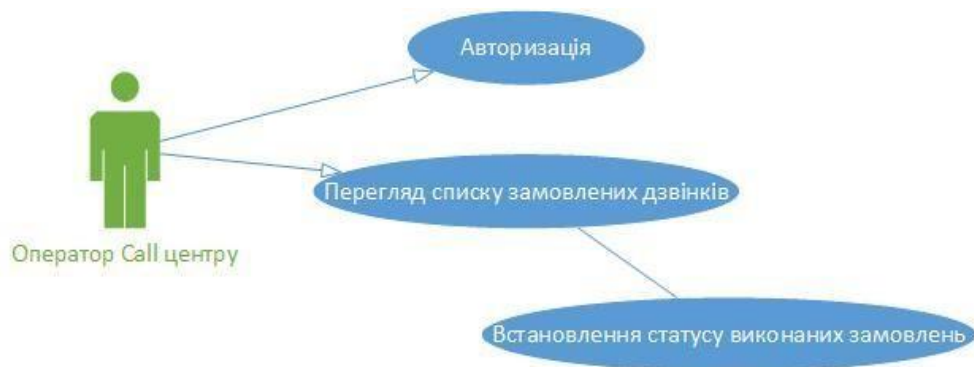 Авторизація
Перегляд списку замовлених дзвінків
Оператор Call центру
Встановлення статусу виконаних замовлень